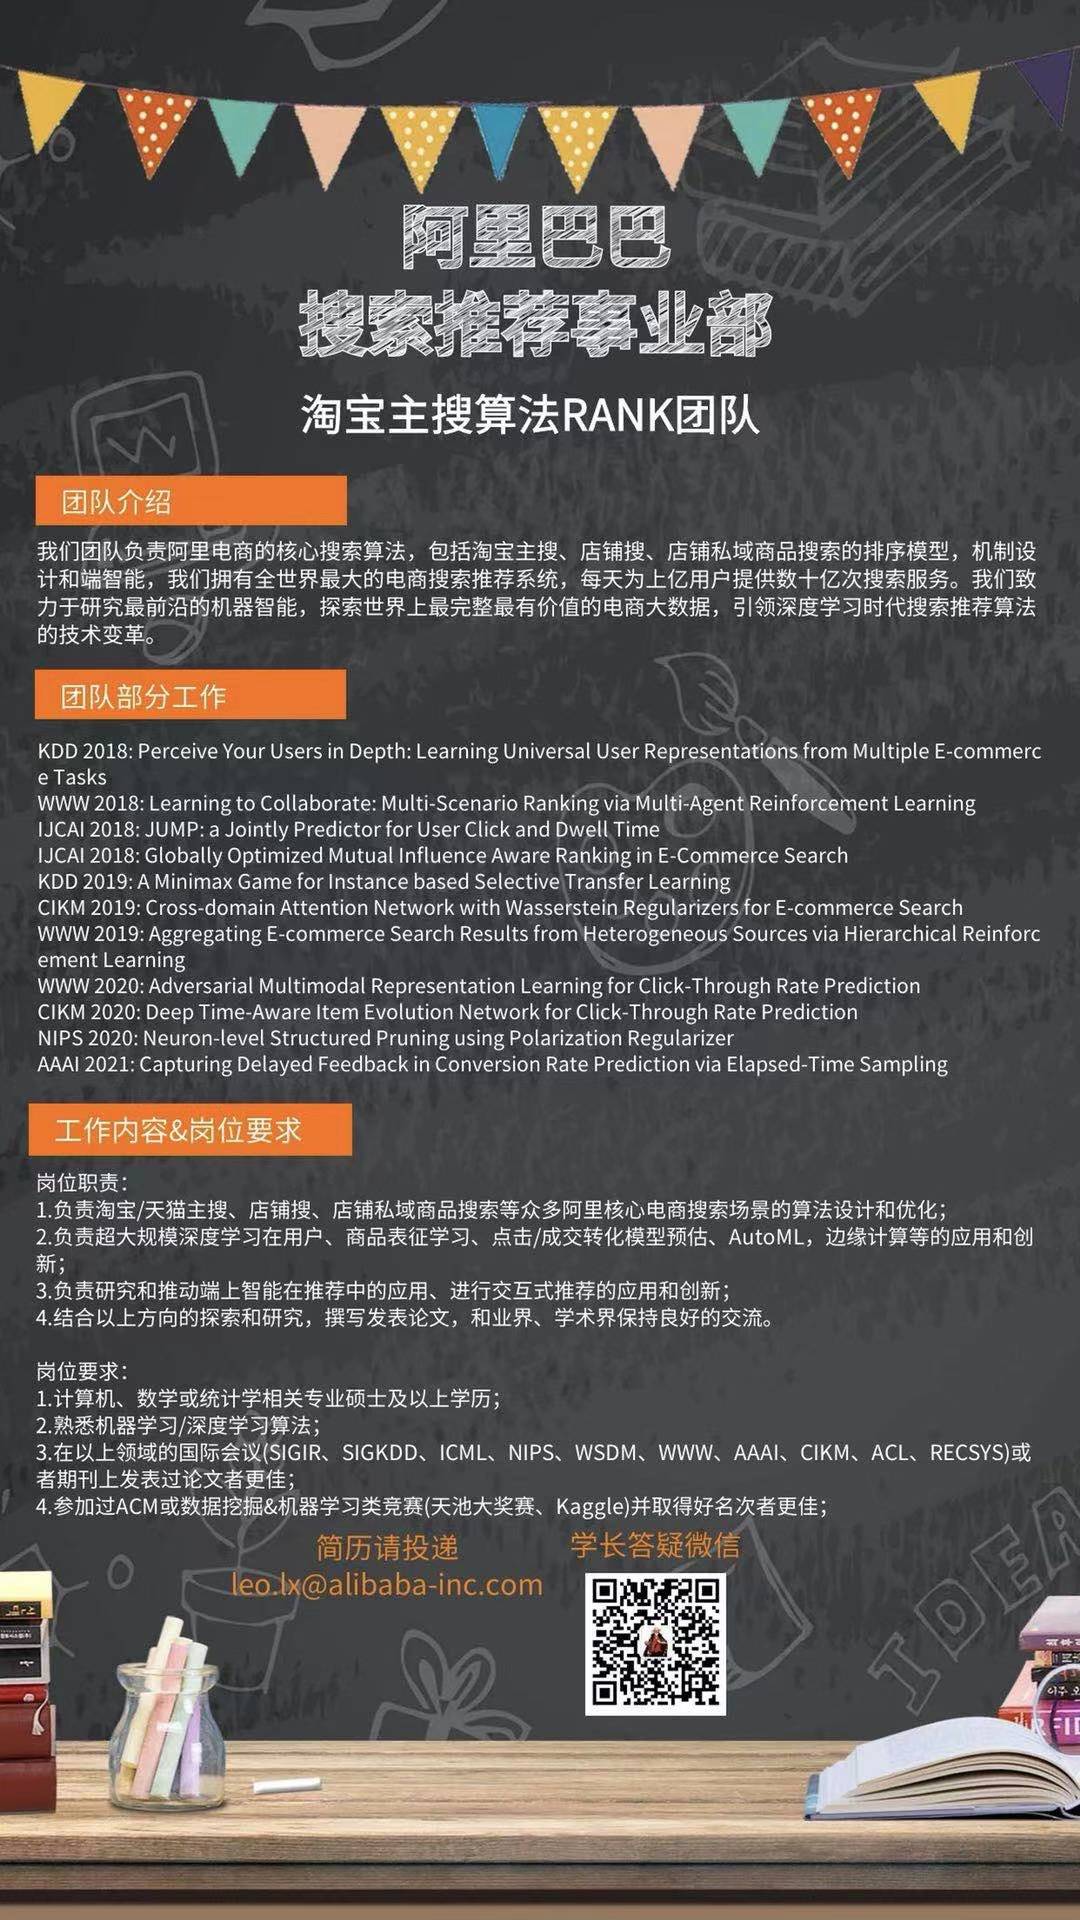 阿里巴巴
搜索推荐事业部
淘宝主搜算法RANK团队
团队介绍
我们团队负责阿里电商的核心搜索算法，包括淘宝主搜、店铺搜、店铺私域商品搜索的排序模型，机制设
计和端智能，我们拥有全世界最大的电商搜索推荐系统，每天为上亿用户提供数十亿次搜索服务。我们致
力于研究最前沿的机器智能，探索世界上最完整最有价值的电商大数据，引领深度学习时代搜索推荐算法
的技术变革。
团队部分工作
KDD 2018: Perceive Your Users in Depth: Learning Universal User Representations from Multiple E-commerc
e Tasks
WWW 2018: Learning to Collaborate: Multi-Scenario Ranking via Multi-Agent Reinforcement Learning
IJCAI 2018: JUMP: a Jointly Predictor for User Click and Dwell Time
IJCAI 2018: Globally Optimized Mutual Influence Aware Ranking in E-Commerce Search
KDD 2019: A Minimax Game for Instance based Selective Transfer Learning
CIKM 2019: Cross-domain Attention Network with Wasserstein Regularizers for E-commerce Search
WWW 2019: Aggregating E-commerce Search Results from Heterogeneous Sources via Hierarchical Reinforc
ement Learning
WWW 2020: Adversarial Multimodal Representation Learning for Click-Through Rate Prediction
CIKM 2020: Deep Time-Aware Item Evolution Network for Click-Through Rate Prediction
NIPS 2020: Neuron-level Structured Pruning using Polarization Regularizer
AAAI 2021: Capturing Delayed Feedback in Conversion Rate Prediction via Elapsed-Time Sampling
工作内容&岗位要求
岗位职责：
1.负责淘宝/天猫主搜、店铺搜、店铺私域商品搜索等众多阿里核心电商搜索场景的算法设计和优化；
2.负责超大规模深度学习在用户、商品表征学习、点击/成交转化模型预估、AutoML，边缘计算等的应用和创
新；
3.负责研究和推动端上智能在推荐中的应用、进行交互式推荐的应用和创新；
4.结合以上方向的探索和研究，撰写发表论文，和业界、学术界保持良好的交流。
岗位要求：
1.计算机、数学或统计学相关专业硕士及以上学历；
2.熟悉机器学习/深度学习算法；
3.在以上领域的国际会议(SIGIR、SIGKDD、ICML、NIPS、WSDM、WWW、AAAI、CIKM、ACL、RECSYS)或
者期刊上发表过论文者更佳；
4.参加过ACM或数据挖掘&机器学习类竞赛(天池大奖赛、Kaggle)并取得好名次者更佳；
简历请投递
leo.lx@alibaba-inc.com
学长答疑微信
IDEA